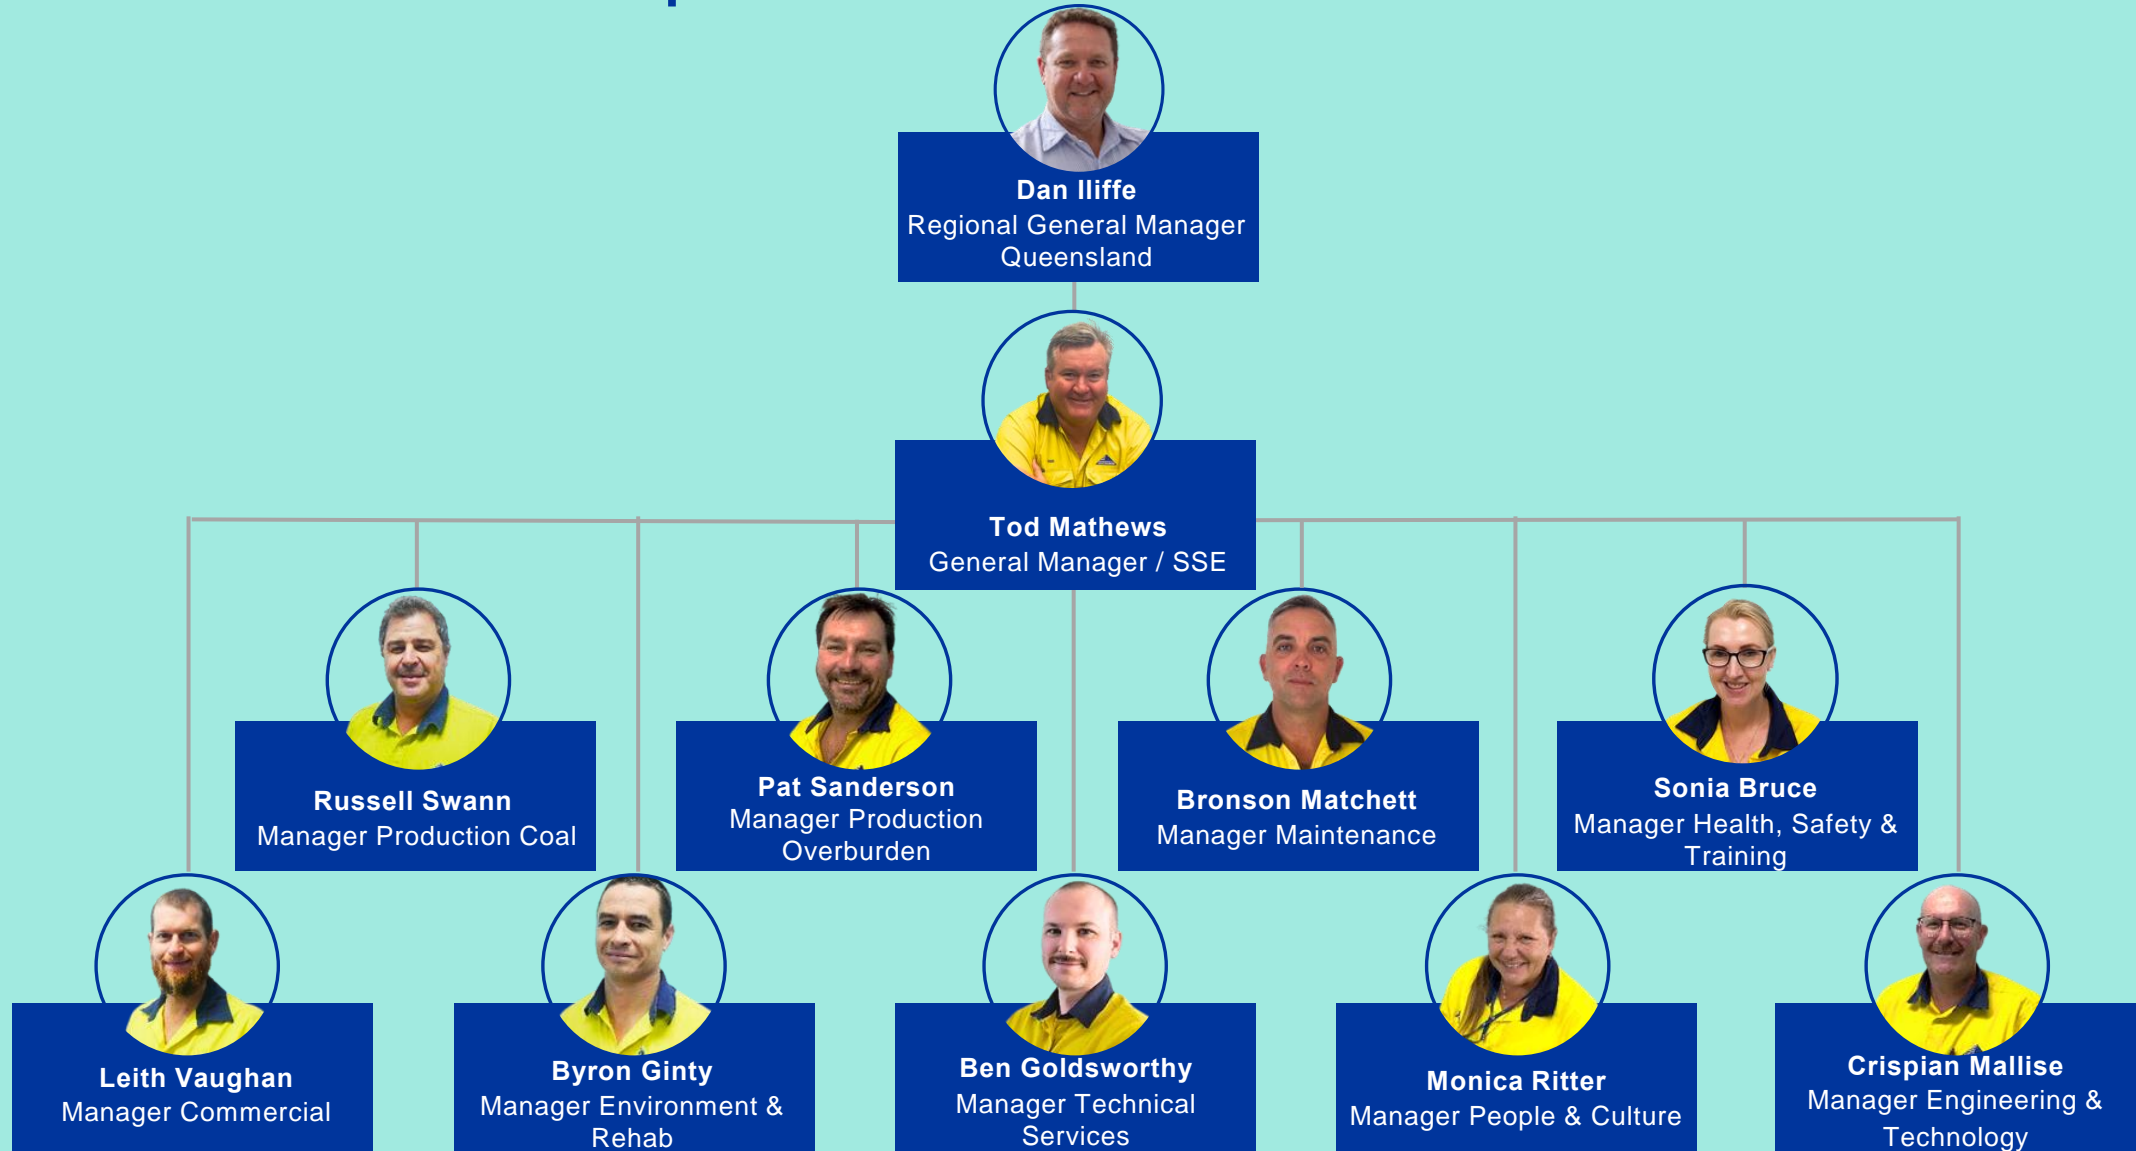 Dan Iliffe
Regional General Manager
Queensland
Tod Mathews
General Manager / SSE
Russell Swann
Manager Production Coal
Pat Sanderson
Manager Production
Overburden
Bronson Matchett
Manager Maintenance
Sonia Bruce
Manager Health, Safety &
Training
Leith Vaughan
Manager Commercial
Byron Ginty
Manager Environment &
Rehab
Ben Goldsworthy
Manager Technical
Services
Monica Ritter
Manager People & Culture
Crispian Mallise
Manager Engineering &
Technology